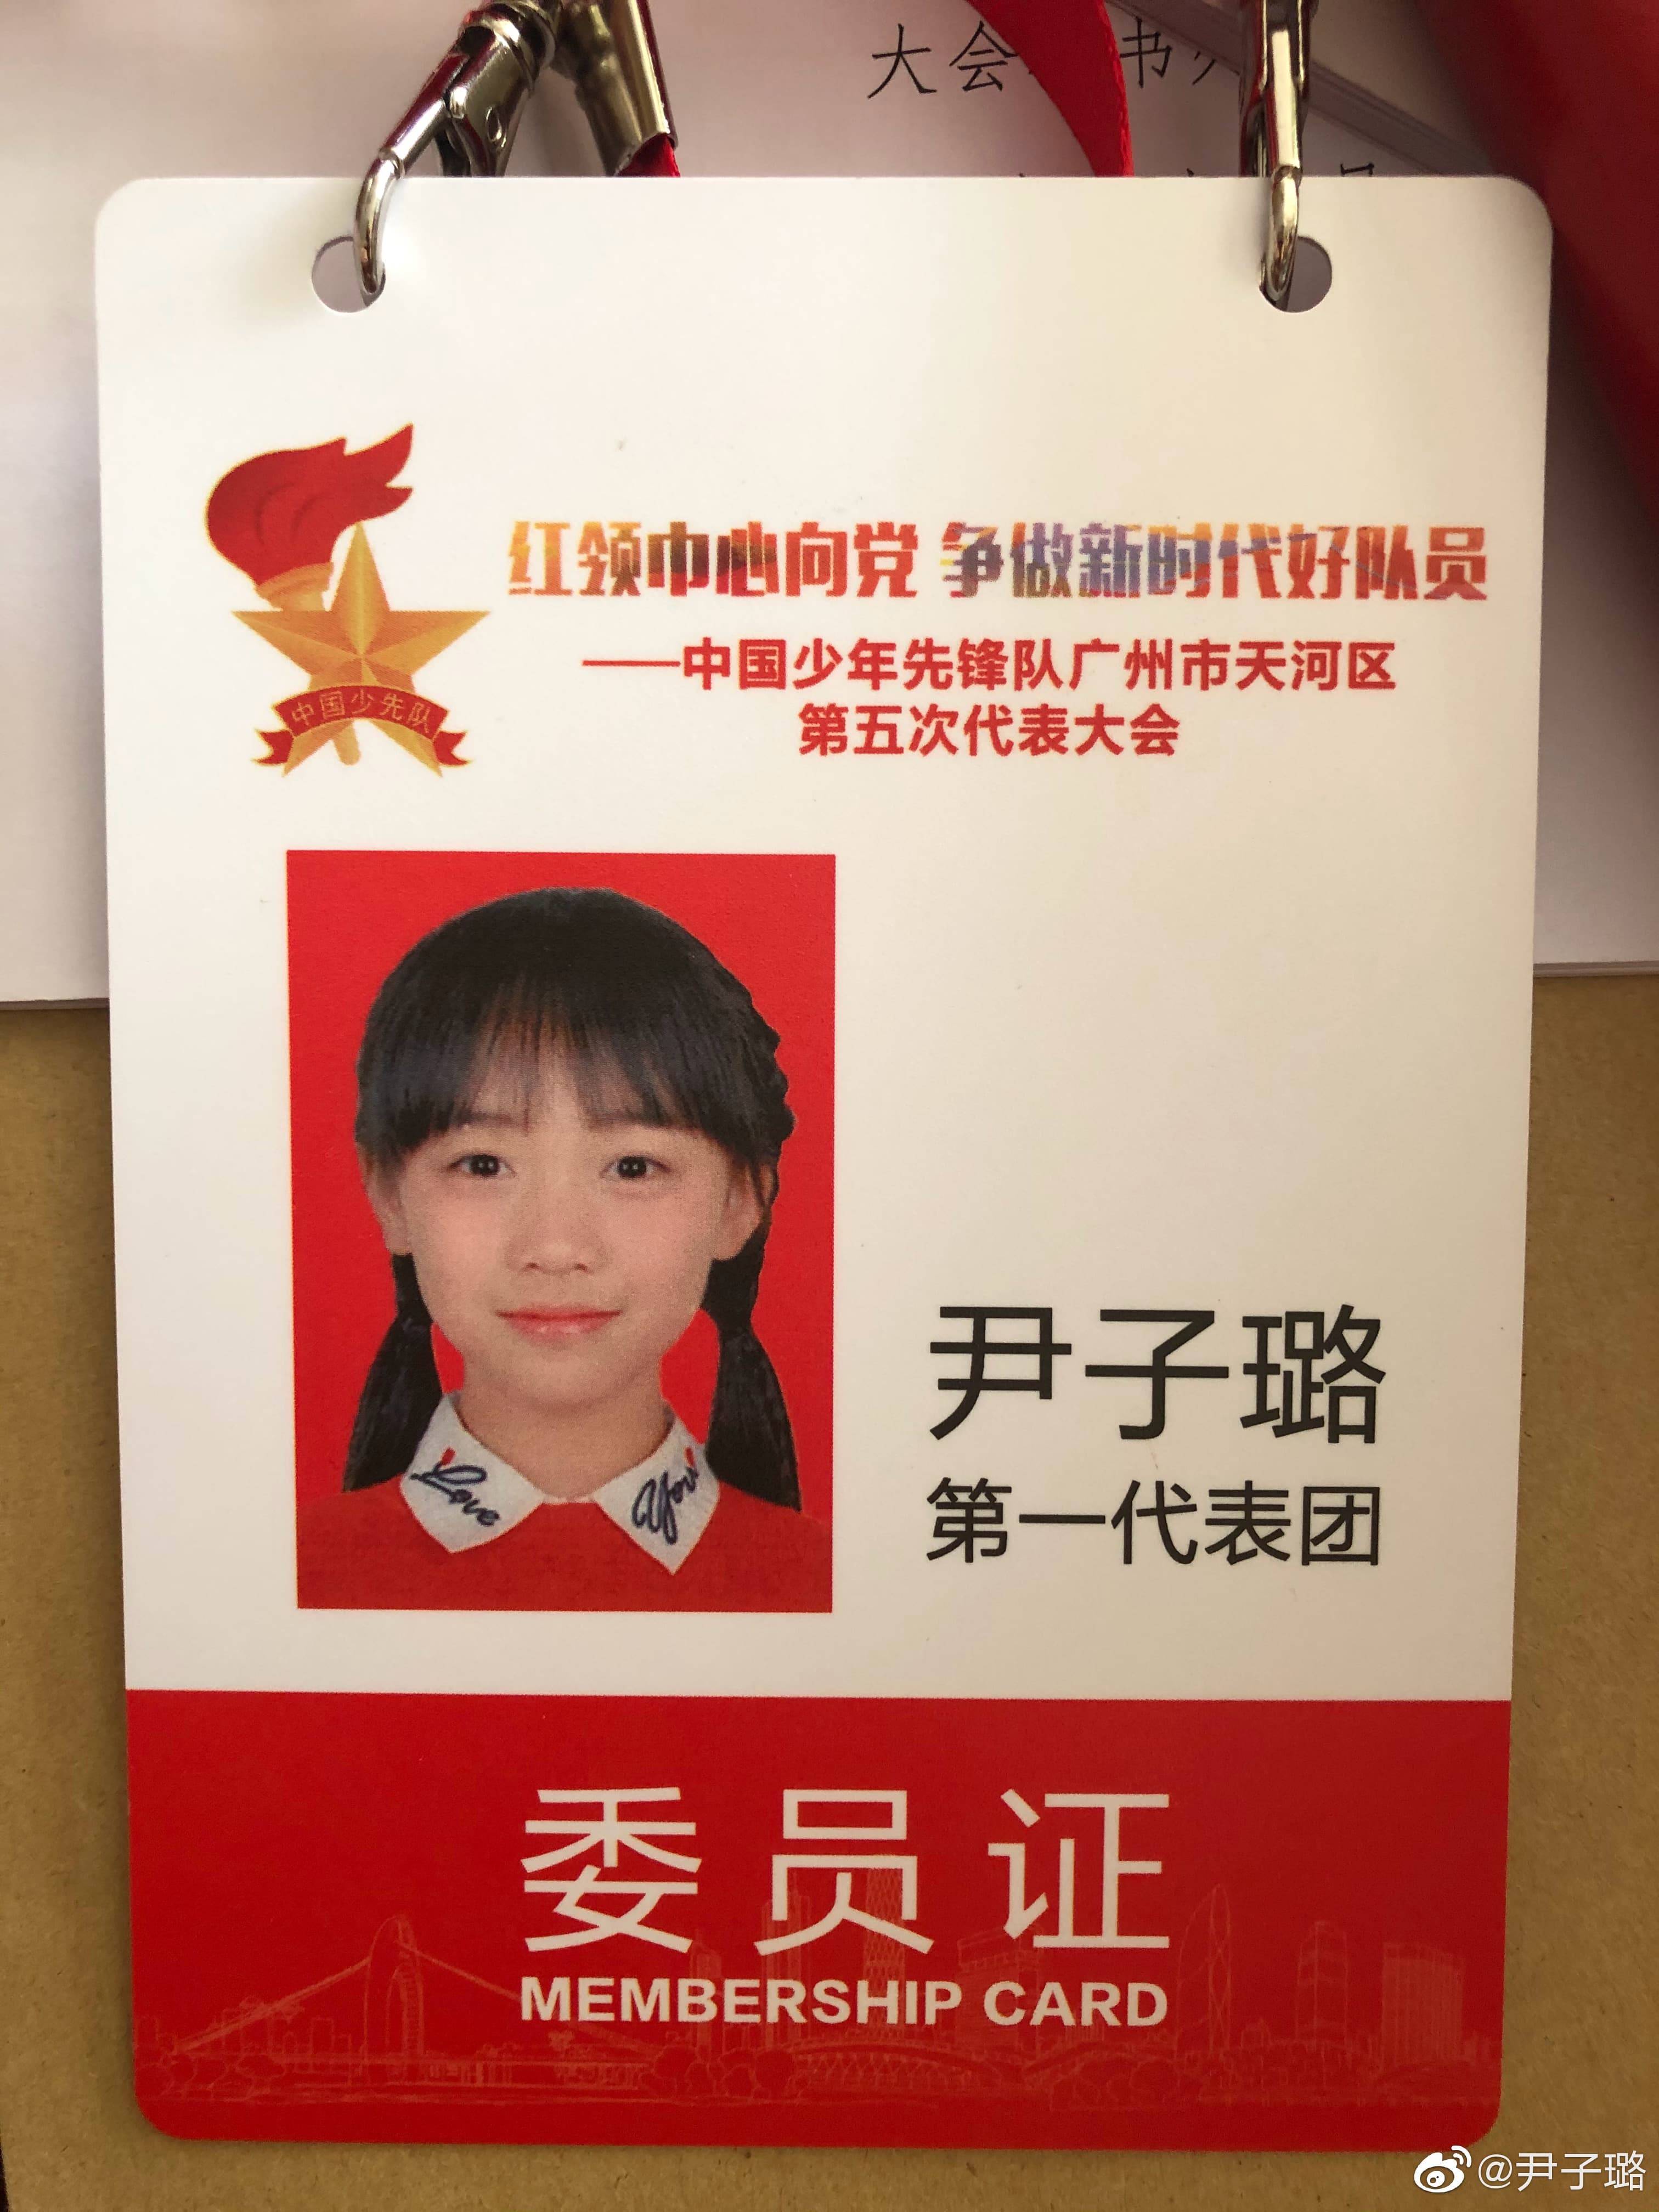 大会 书
红领巾心向党 争做新时代好队员
——中国少年先锋队广州市天河区
第五次代表大会
中国少先队
Love You
尹子璐
第一代表团
委员证
MEMBERSHIP CARD
@尹子璐